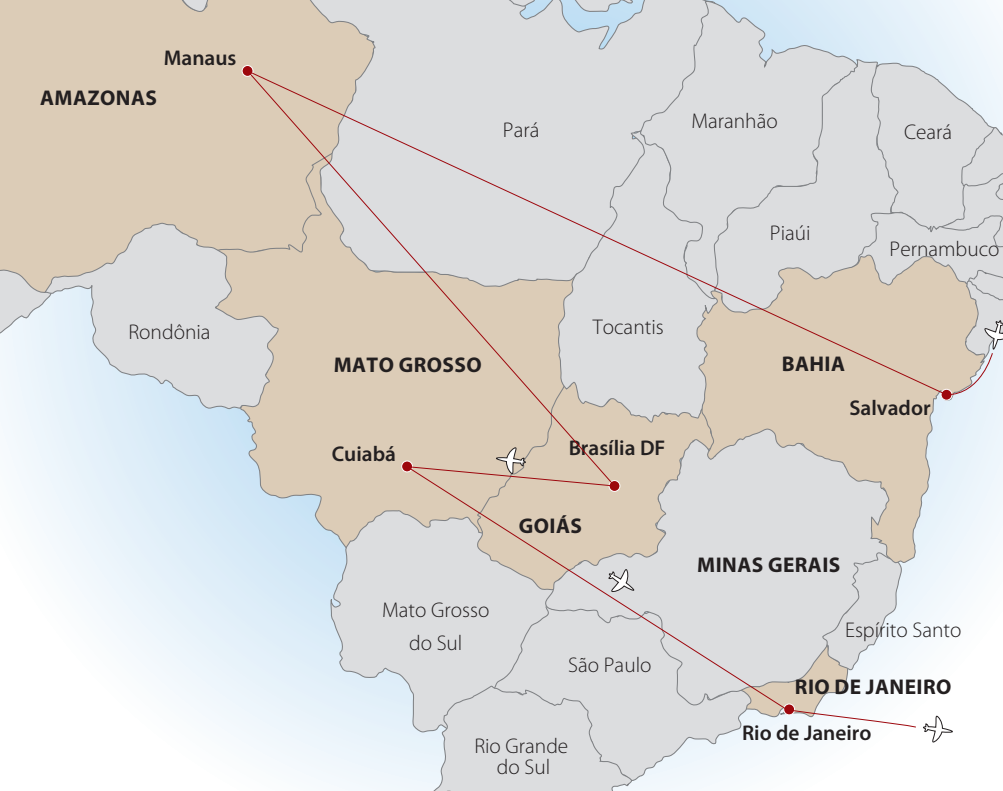 Manaus
AMAZONAS
Pará
Maranhão
Ceará
Piaúi
Pernambuco
Rondônia
Tocantis
MATO GROSSO
BAHIA
Salvador
Cuiabá
Brasília DF
GOIÁS
MINAS GERAIS
Mato Grosso
do Sul
Espírito Santo
São Paulo
RIO DE JANEIRO
Rio de Janeiro
Rio Grande
do Sul